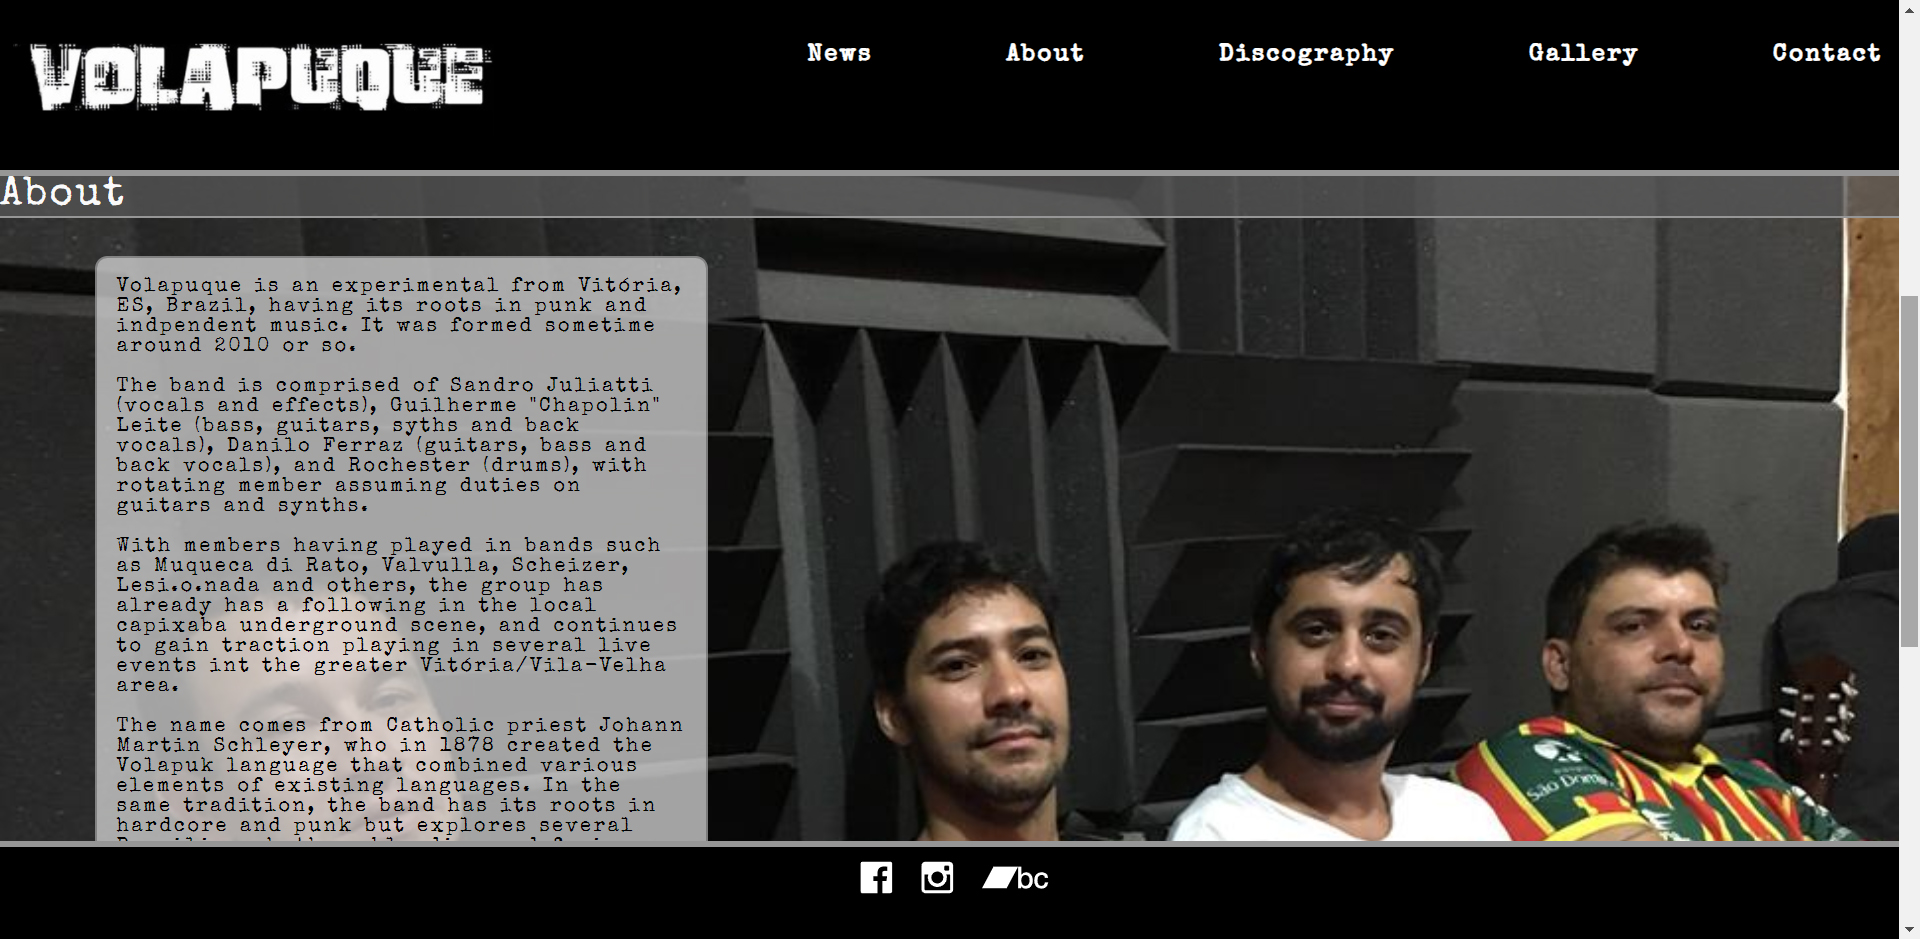 VOLAPUQUE
News About Discography Gallery Contact
About
Volapuque is an experimental from Vitória,
ES, Brazil, having its roots in punk and
indpendent music. It was formed sometime
around 2010 or so.
The band is comprised of Sandro Juliatti
(vocals and effects), Guilherme "Chapolin"
Leite (bass, guitars, syths and back
vocals), Danilo Ferraz (guitars, bass and
back vocals), and Rochester (drums), with
rotating member assuming duties on
guitars and synths.
With members having played in bands such
as Muqueca di Rato, Valvulla, Scheizer,
Lesi.o.nada and others, the group has
already has a following in the local
capixaba underground scene, and continues
to gain traction playing in several live
events int the greater Vitória/Vila-Velha
area.
The name comes from Catholic priest Johann
Martin Schleyer, who in 1878 created the
Volapuk language that combined various
elements of existing languages. In the
same tradition, the band has its roots in
hardcore and punk but explores several
São Dom
bc